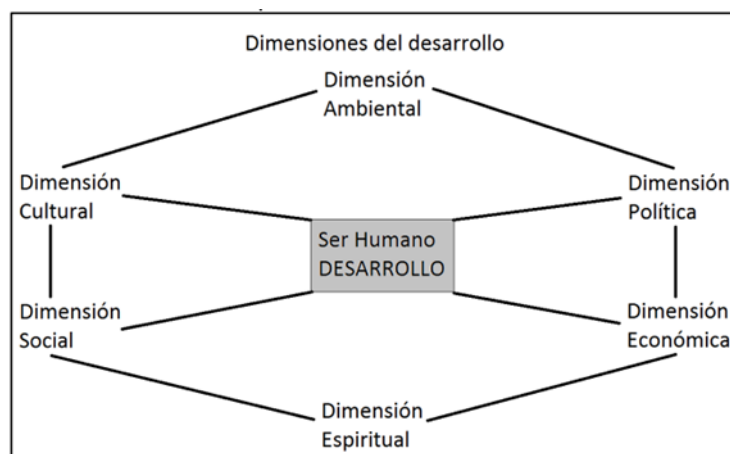 Dimensiones del desarrollo
Dimensión
Ambiental
Dimensión
Cultural
Dimensión
Política
Ser Humano
DESARROLLO
Dimensión
Social
Dimensión
Económica
Dimensión
Espiritual